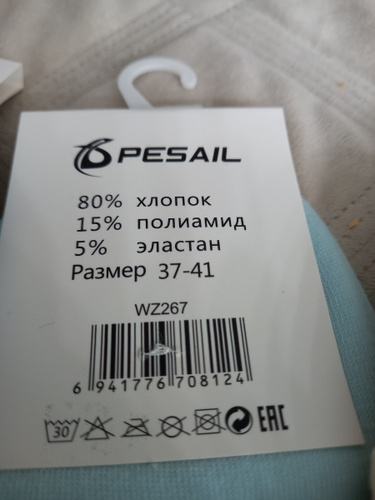 PESAIL
80% хлопок
15% полиамид
5% эластан
Размер 37-41
WZ267
6 941776 708124
30 EAC